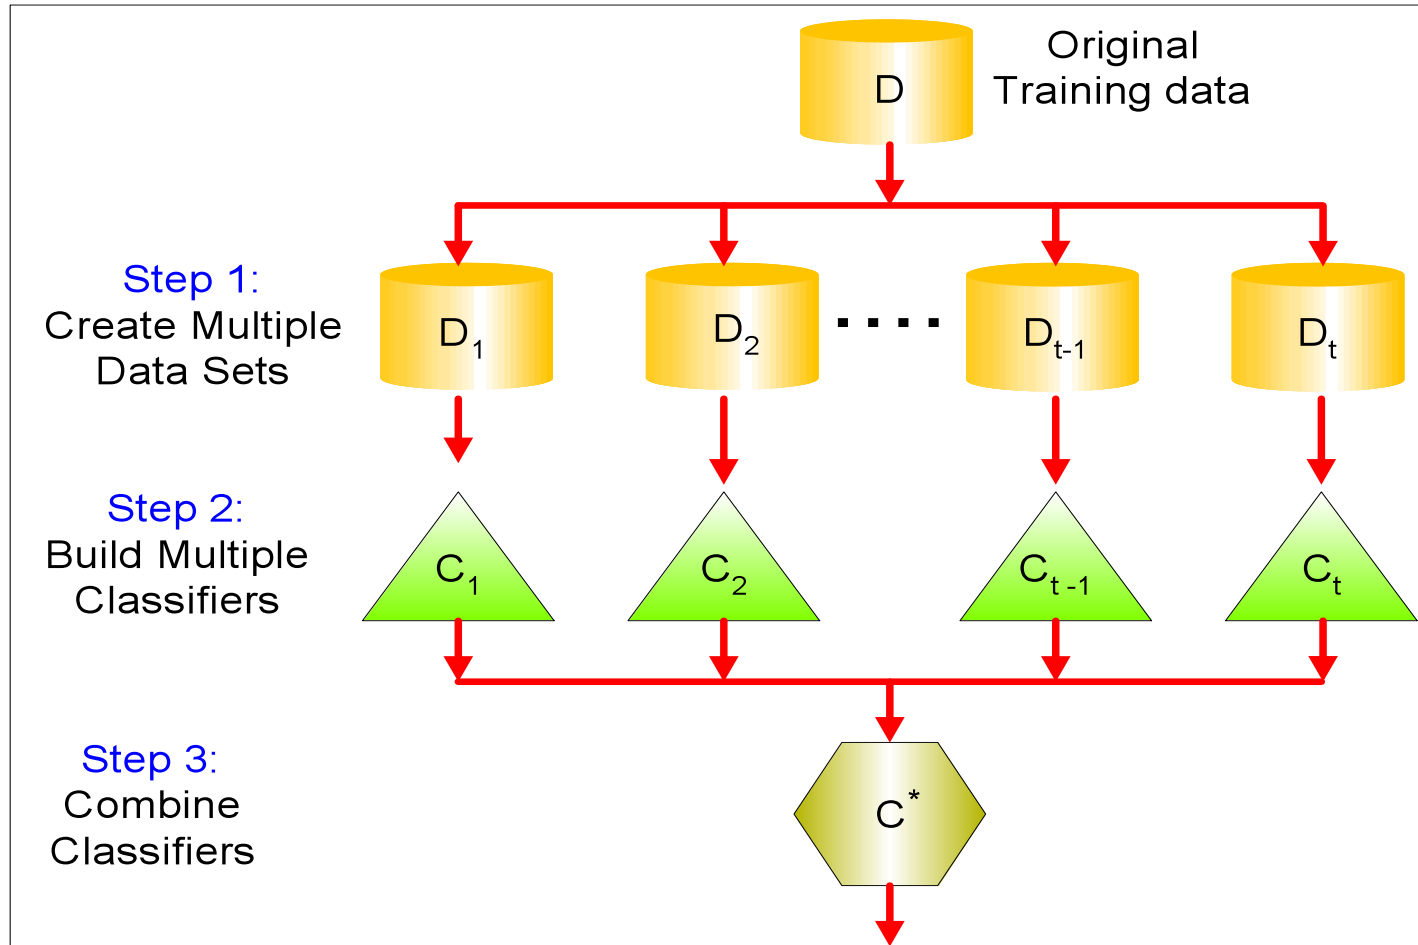 D
Original
Training data
Step 1:
Create Multiple
Data Sets
D1
D2
....
Dt-1
Dt
Step 2:
Build Multiple
Classifiers
C1
C2
Ct -1
Ct
Step 3:
Combine
Classifiers
C*